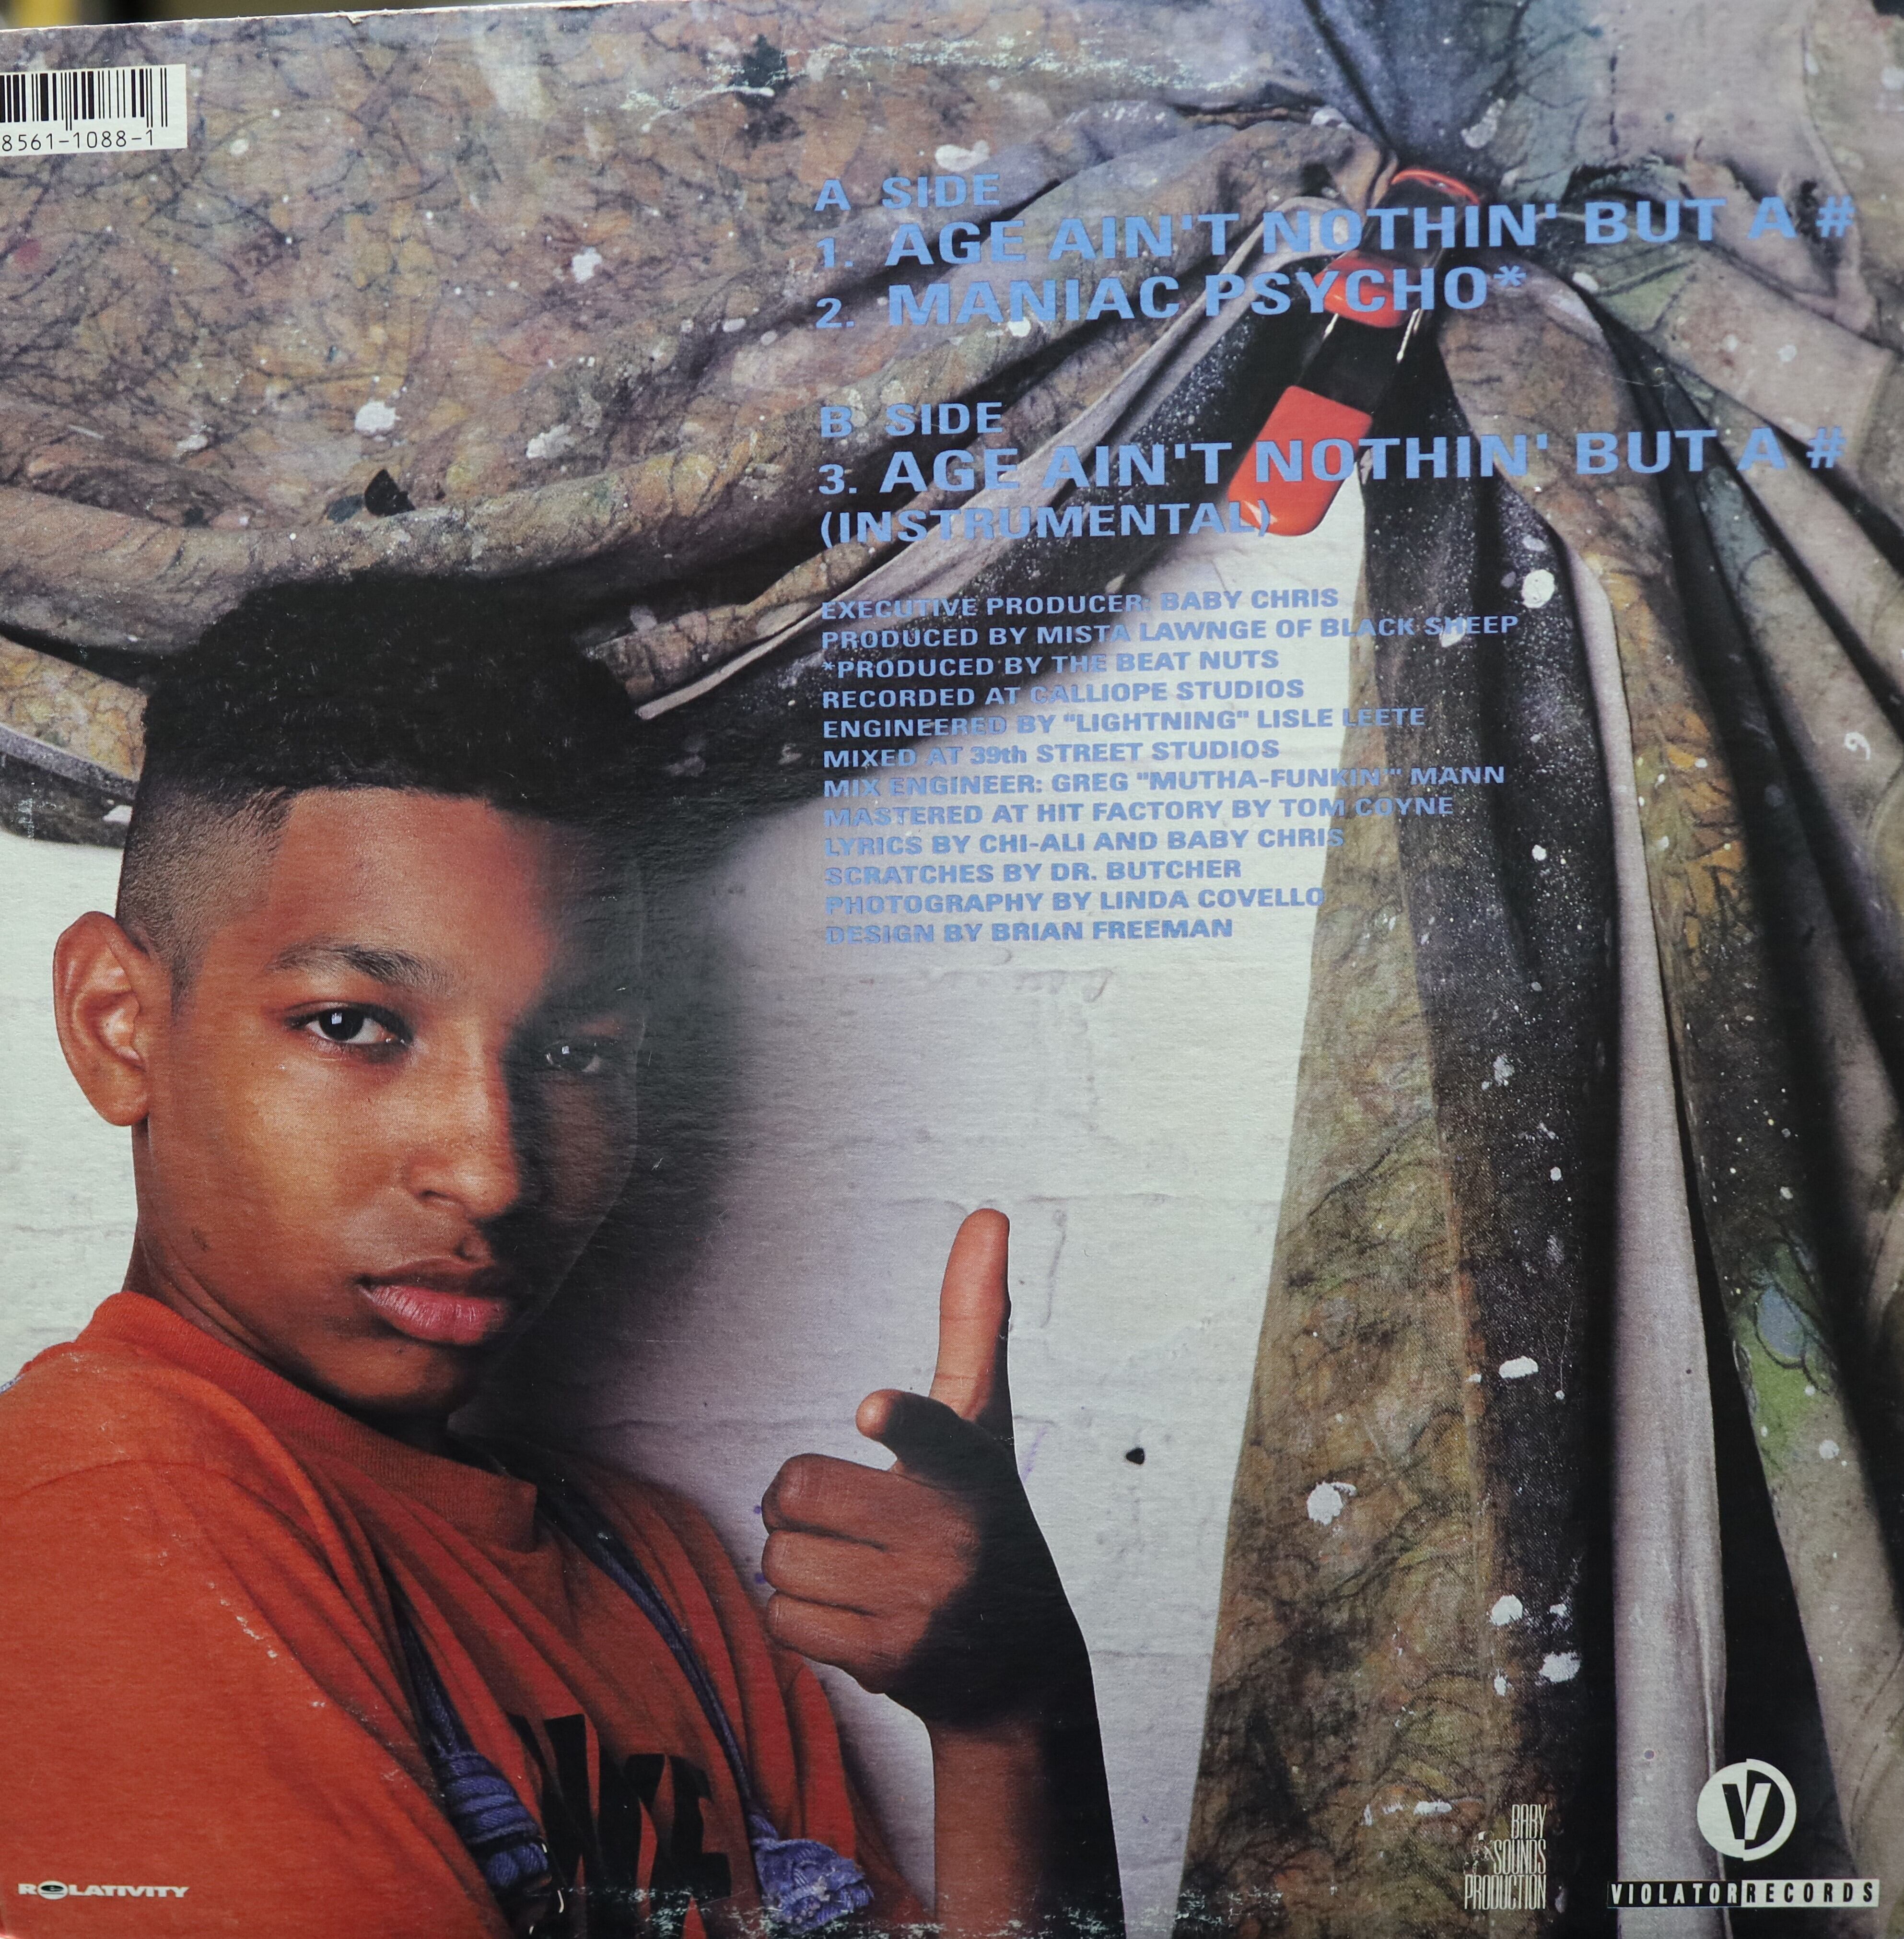 8561-1088-1
A SIDE
1. AGE AIN'T NOTHIN' BUT A #
2. MANIAC PSYCHO*
B SIDE
3. AGE AIN'T NOTHIN' BUT A #
(INSTRUMENTAL)
EXECUTIVE PRODUCER: BABY CHRIS
PRODUCED BY MISTA LAWNGE OF BLACK SHEEP
*PRODUCED BY THE BEAT NUTS
RECORDED AT CALLIOPE STUDIOS
ENGINEERED BY "LIGHTNING" LISLE LEETE
MIXED AT 39th STREET STUDIOS
MIX ENGINEER: GREG "MUTHA-FUNKIN'" MANN
MASTERED AT HIT FACTORY BY TOM COYNE
LYRICS BY CHI-ALI AND BABY CHRIS
SCRATCHES BY DR. BUTCHER
PHOTOGRAPHY BY LINDA COVELLO
DESIGN BY BRIAN FREEMAN
BABY
SOUNDS
PRODUCTION
V
VIOLATOR RECORDS
RELATIVITY